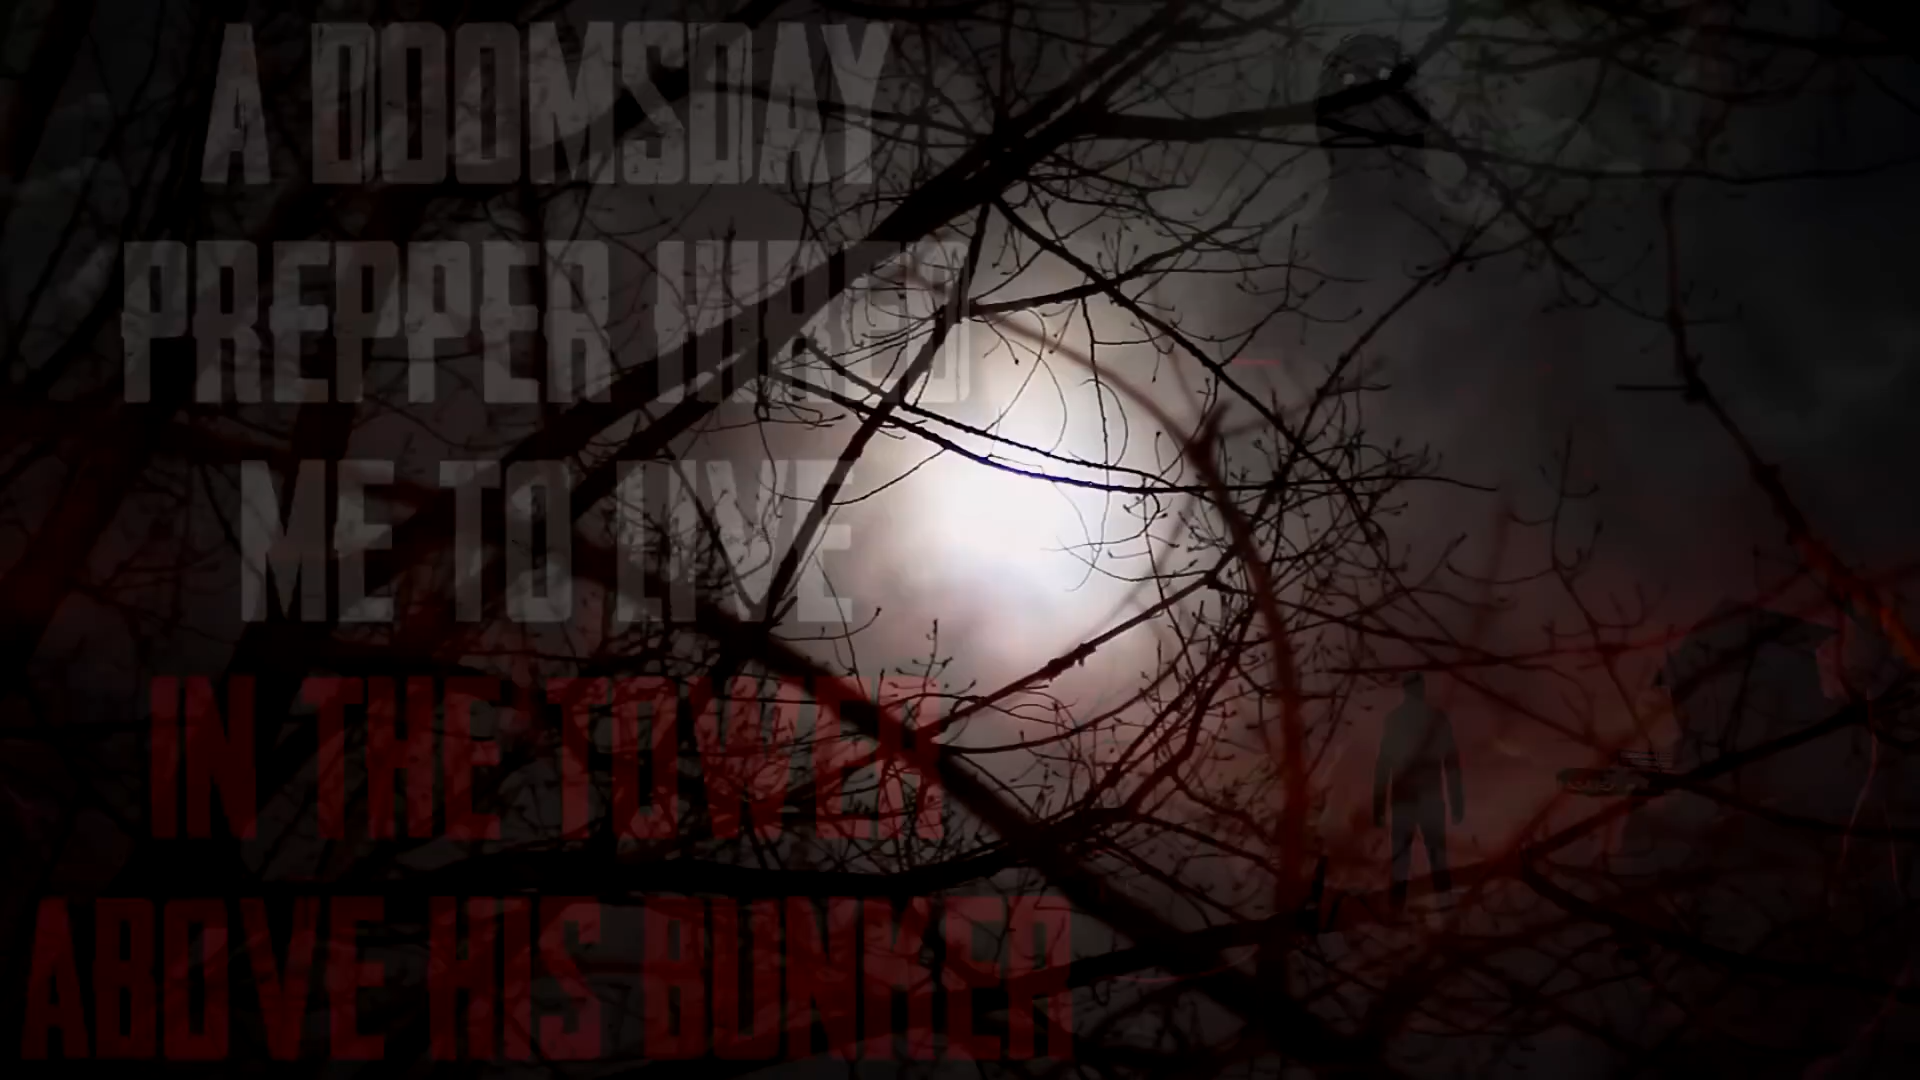 A DOOMSDAY
PREPPER HIRED
ME TO LIVE
IN THE TOWER
ABOVE HIS BUNKER